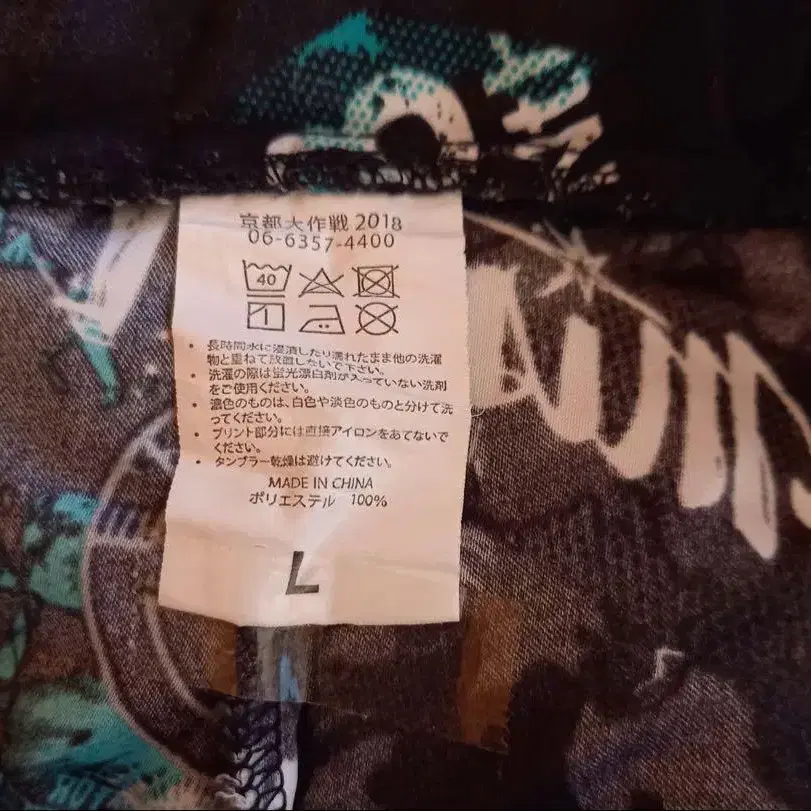 京都大作戦 2018
06-6357-4400
40
• 長時間水に浸漬したり濡れたまま他の洗濯
物と重ねて放置しないで下さい。
• 洗濯の際は蛍光漂白剤が入っていない洗剤
をご使用ください。
• 濃色のものは、白色や淡色のものと分けて洗
ってください。
• プリント部分には直接アイロンをあてないで
ください。
• タンブラー乾燥は避けてください。
MADE IN CHINA
ポリエステル 100%
L